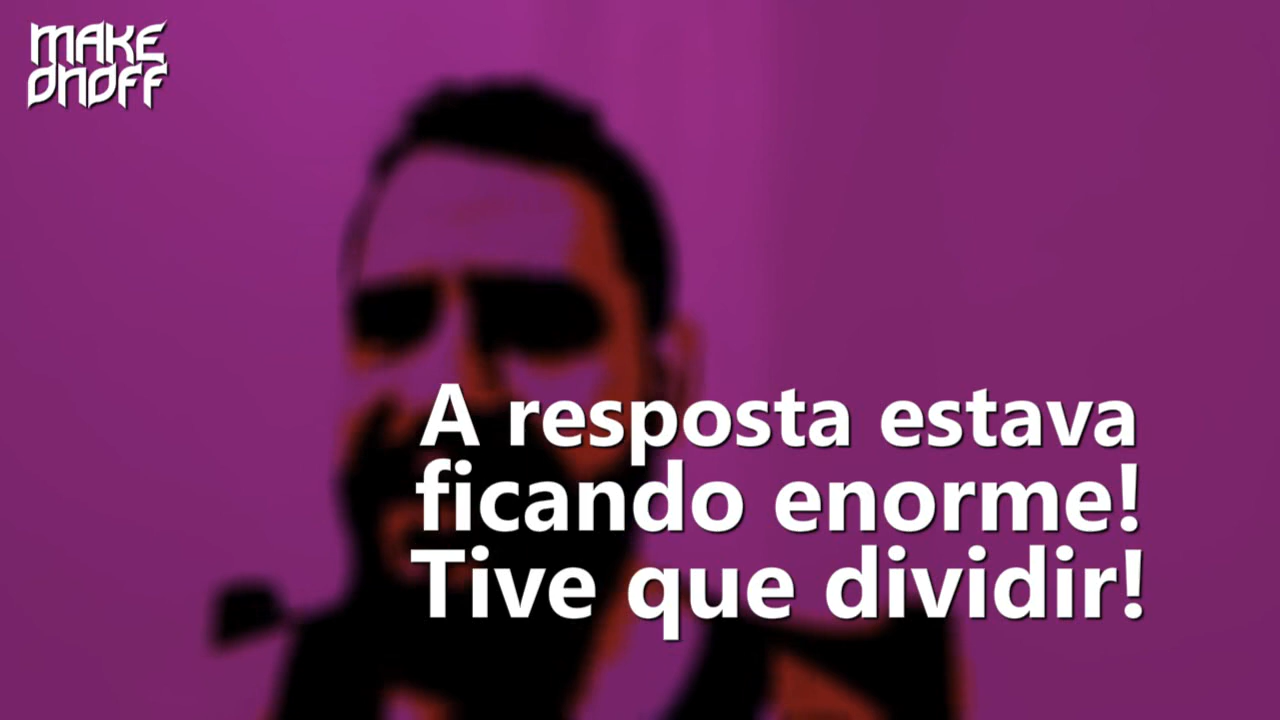 MAKE
ONOFF
A resposta estava
ficando enorme!
Tive que dividir!